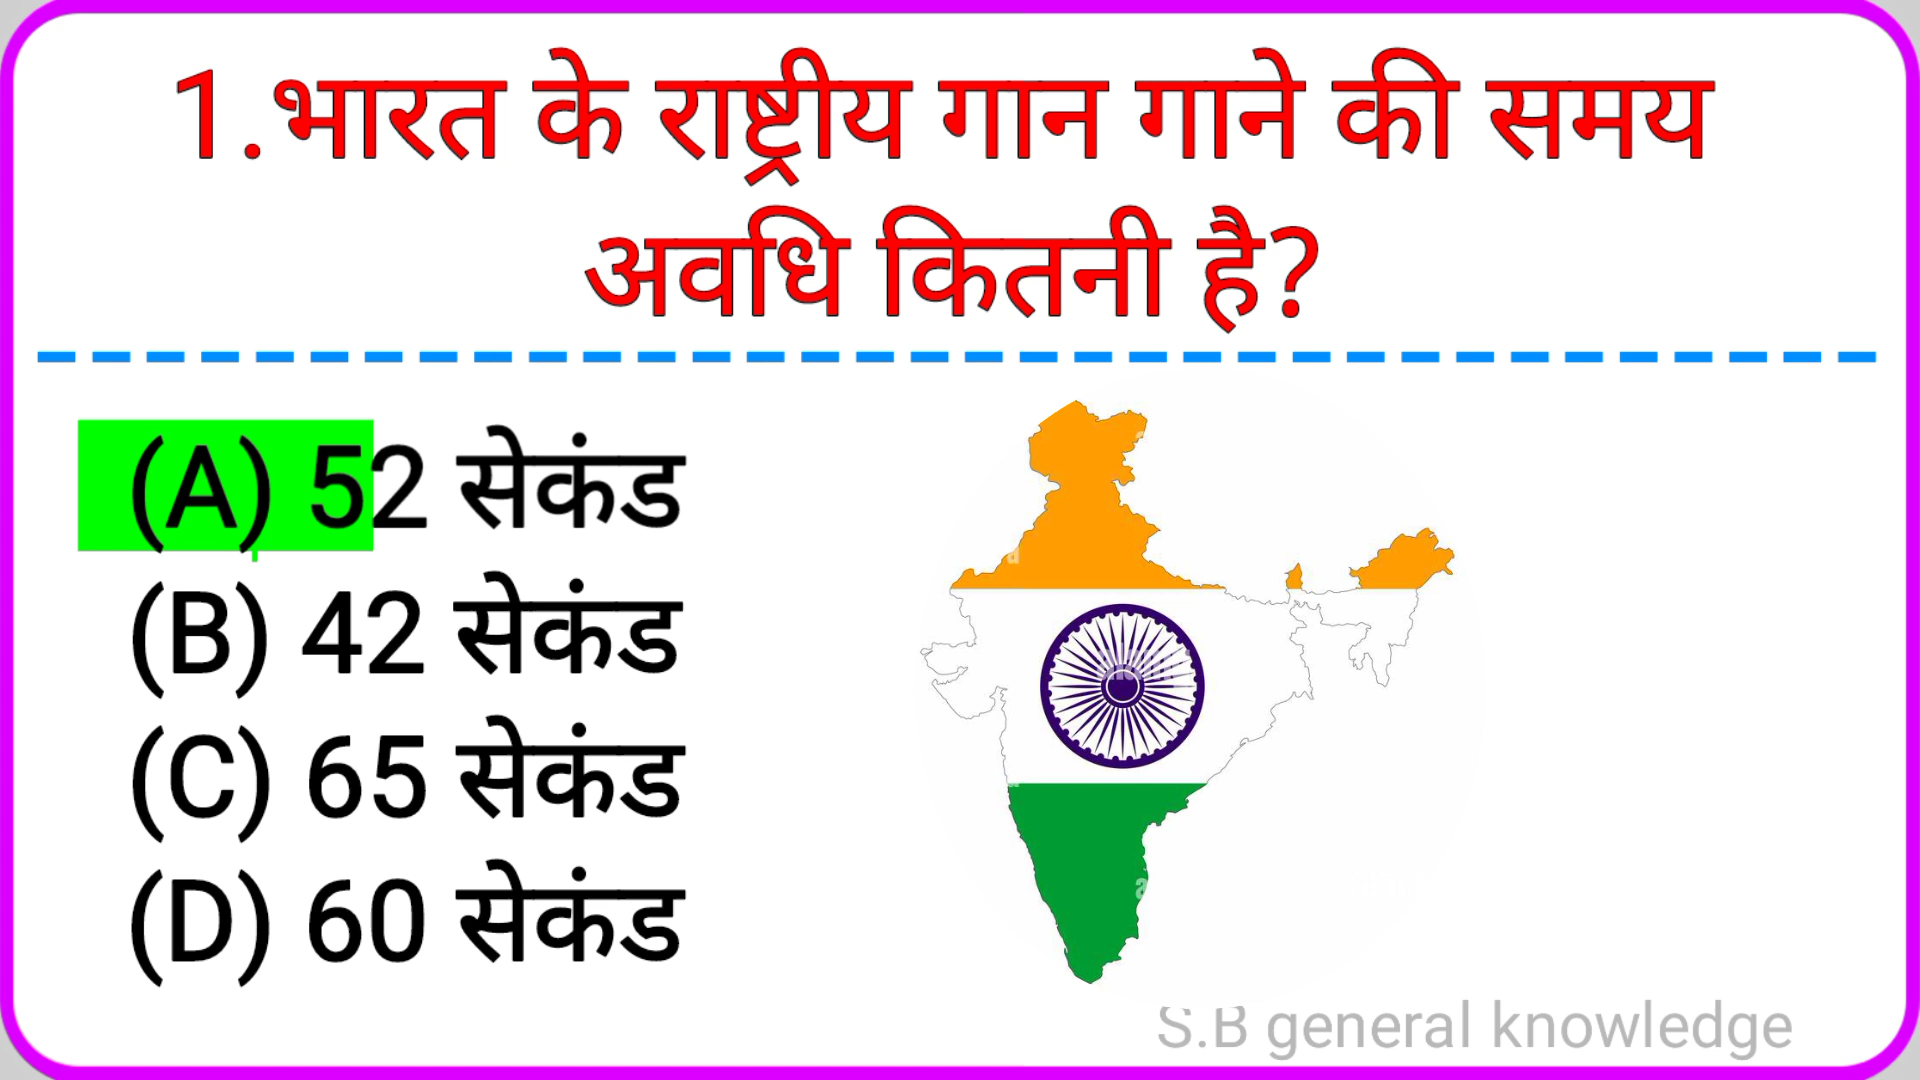 1.भारत के राष्ट्रीय गान गाने की समय
अवधि कितनी है?
(A) 52 सेकंड
(B) 42 सेकंड
(C) 65 सेकंड
(D) 60 सेकंड
S.B general knowledge